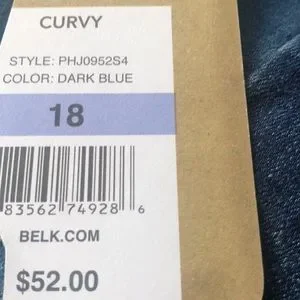 CURVY
STYLE: PHJ0952S4
COLOR: DARK BLUE
18
83562 74928 6
BELK.COM
$52.00